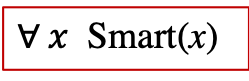 ∀ x Smart(x)